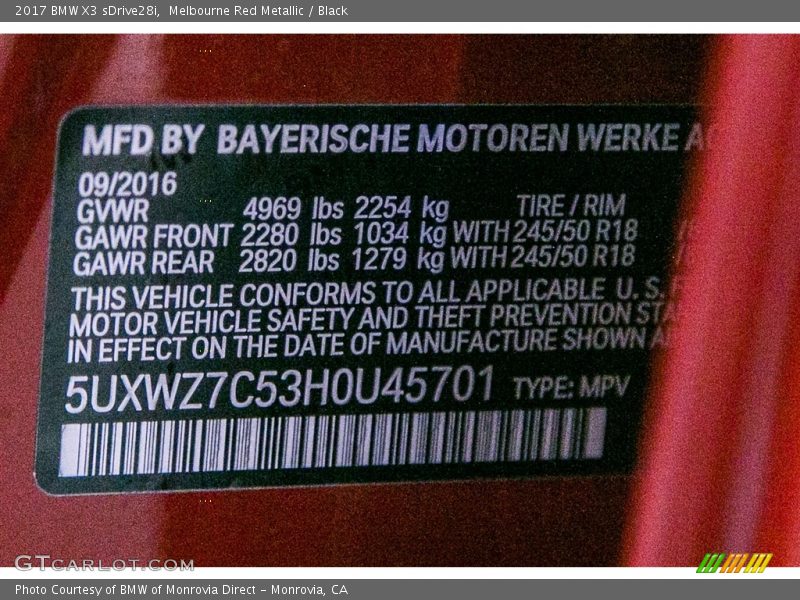 2017 BMW X3 sDrive28i, Melbourne Red Metallic / Black
MFD BY BAYERISCHE MOTOREN WERKE
09/2016
GVWR 4969 lbs 2254 kg TIRE / RIM
GAWR FRONT 2280 lbs 1034 kg WITH 245/50 R18
GAWR REAR 2820 lbs 1279 kg WITH 245/50 R18
THIS VEHICLE CONFORMS TO ALL APPLICABLE U. S.
MOTOR VEHICLE SAFETY AND THEFT PREVENTION
IN EFFECT ON THE DATE OF MANUFACTURE SHOWN
5UXWZ7C53H0U45701 TYPE: MPV
GTCARLOT.COM
Photo Courtesy of BMW of Monrovia Direct - Monrovia, CA